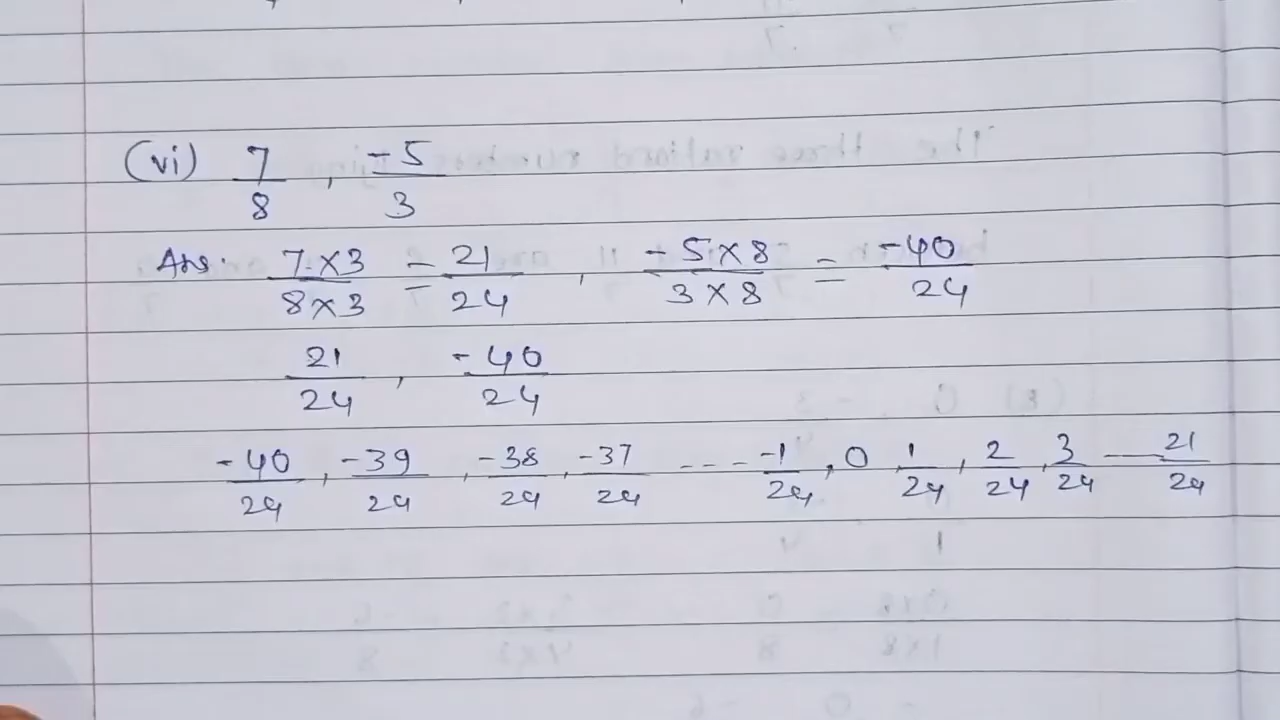 (vi) 7/8 , -5/3
Ans. 7×3/8×3 = 21/24 , -5×8/3×8 = -40/24
21/24 , -40/24
-40/24 , -39/24 , -38/24 , -37/24 ---- -1/24 , 0 , 1/24 , 2/24 , 3/24 --- 21/24